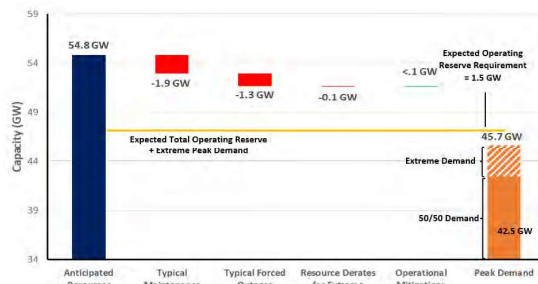 59
54.8 GW
54
49
44
39
34
Capacity (GW)
-1.9 GW
-1.3 GW
-0.1 GW
<.1 GW
Expected Operating
Reserve Requirement
= 1.5 GW
Expected Total Operating Reserve
+ Extreme Peak Demand
45.7 GW
Extreme Demand
50/50 Demand
42.5 GW
Anticipated
Typical
Typical Forced
Resource Derates
Operational
Peak Demand